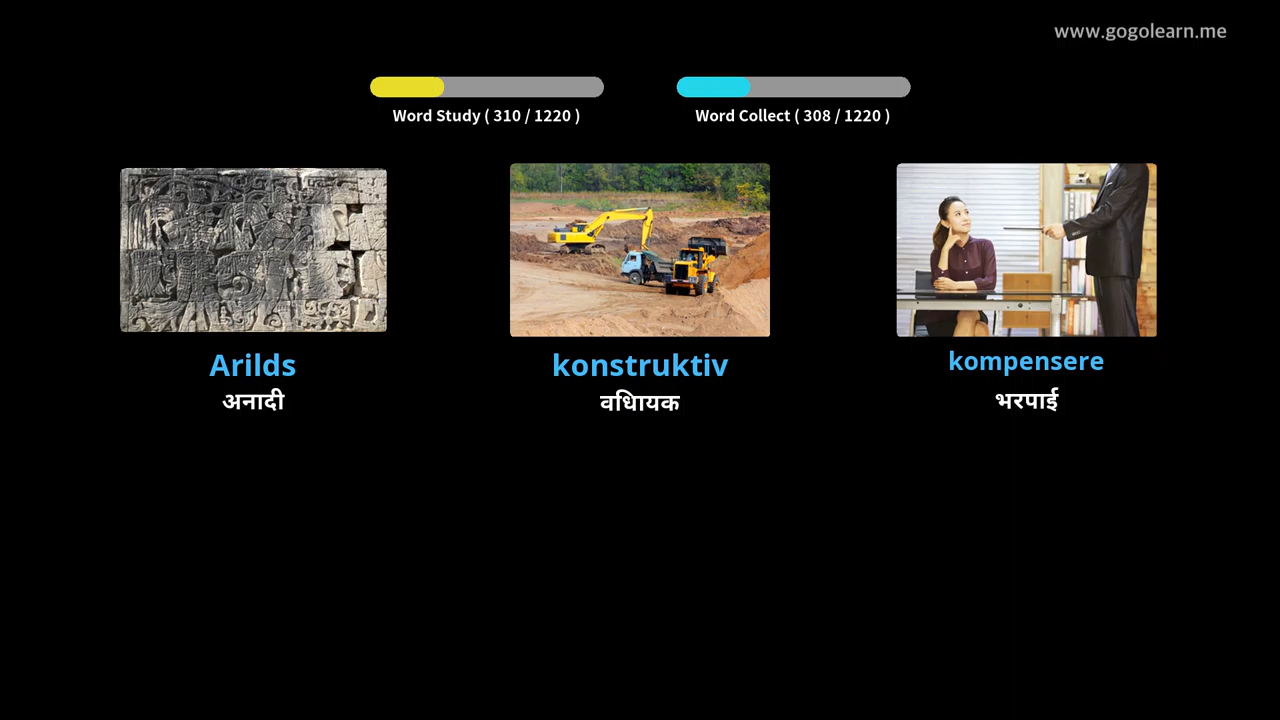 www.gogolearn.me
Word Study ( 310 / 1220 )
Word Collect ( 308 / 1220 )
Arilds
अनादी
konstruktiv
वधिायक
kompensere
भरपाई